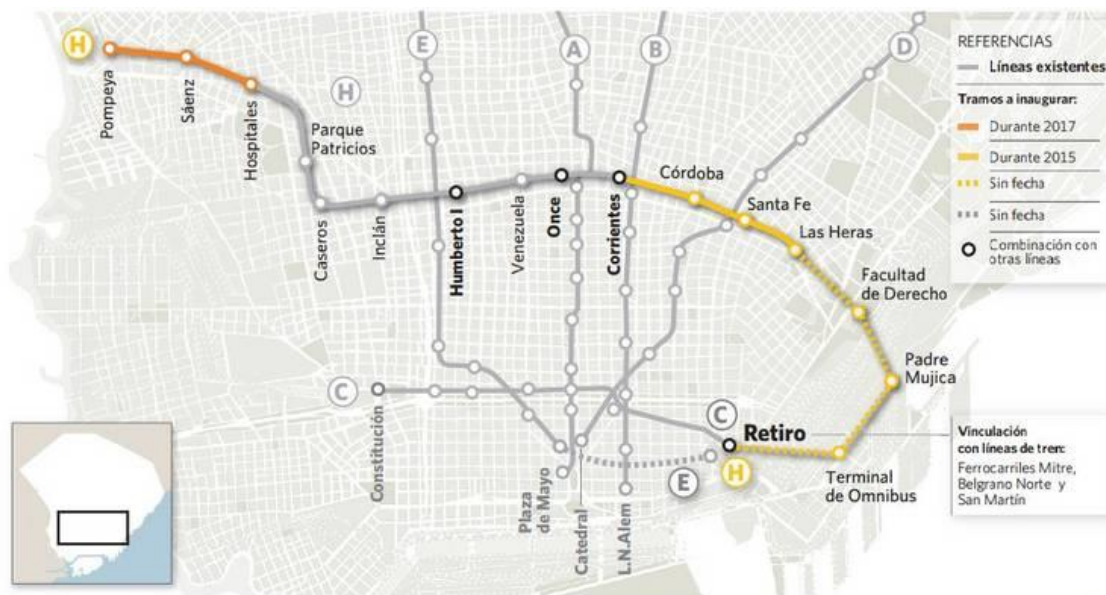 E
A
B
D
H
H
Pompeya
Sáenz
Hospitales
Parque
Patricios
Caseros
Inclán
Humberto I
Venezuela
Once
Corrientes
Córdoba
Santa Fe
Las Heras
Facultad
de Derecho
Padre
Mujica
Terminal
de Omnibus
C
Retiro
H
E
C
Constitución
Plaza
de Mayo
Catedral
L.N.Alem
REFERENCIAS
Líneas existentes
Tramos a inaugurar:
Durante 2017
Durante 2015
Sin fecha
Sin fecha
Combinación con
otras líneas
Vinculación
con líneas de tren:
Ferrocarriles Mitre,
Belgrano Norte y
San Martín